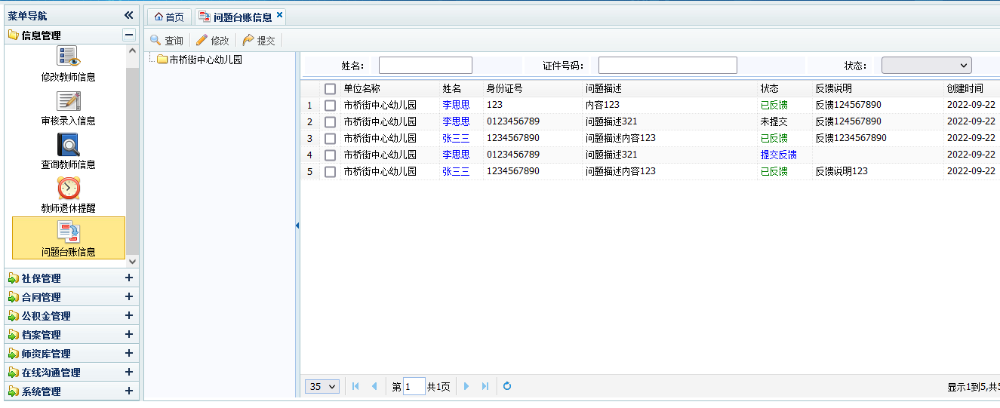 菜单导航
信息管理
修改教师信息
审核录入信息
查询教师信息
教师退休提醒
问题台账信息
社保管理
合同管理
公积金管理
档案管理
师资库管理
在线沟通管理
系统管理
首页 问题台账信息
查询 修改 提交
市桥街中心幼儿园
姓名: 证件号码: 状态:
单位名称 姓名 身份证号 问题描述 状态 反馈说明 创建时间
1 市桥街中心幼儿园 李思思 123 内容123 已反馈 反馈124567890 2022-09-22
2 市桥街中心幼儿园 李思思 0123456789 问题描述321 未提交 反馈124567890 2022-09-22
3 市桥街中心幼儿园 张三三 1234567890 问题描述内容123 已反馈 反馈1234567890 2022-09-22
4 市桥街中心幼儿园 李思思 0123456789 问题描述321 提交反馈 2022-09-22
5 市桥街中心幼儿园 张三三 1234567890 问题描述内容123 已反馈 反馈说明123 2022-09-22
35 第 1 共1页 显示1到5,共5